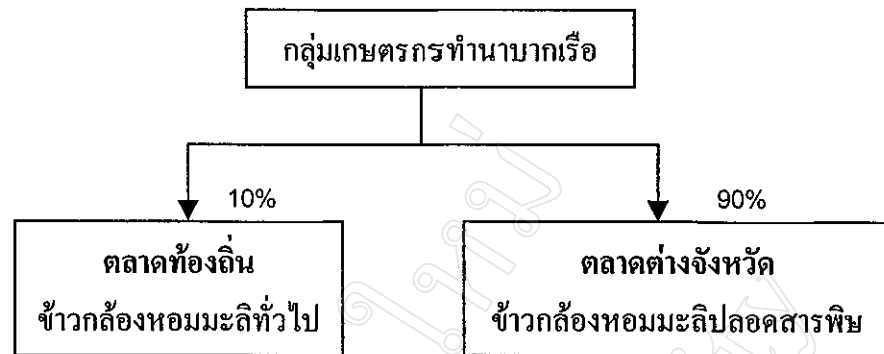 กลุ่มเกษตรกรทำนาบากเรือ
10%
90%
ตลาดท้องถิ่น
ข้าวกล้องหอมมะลิทั่วไป
ตลาดต่างจังหวัด
ข้าวกล้องหอมมะลิปลอดสารพิษ